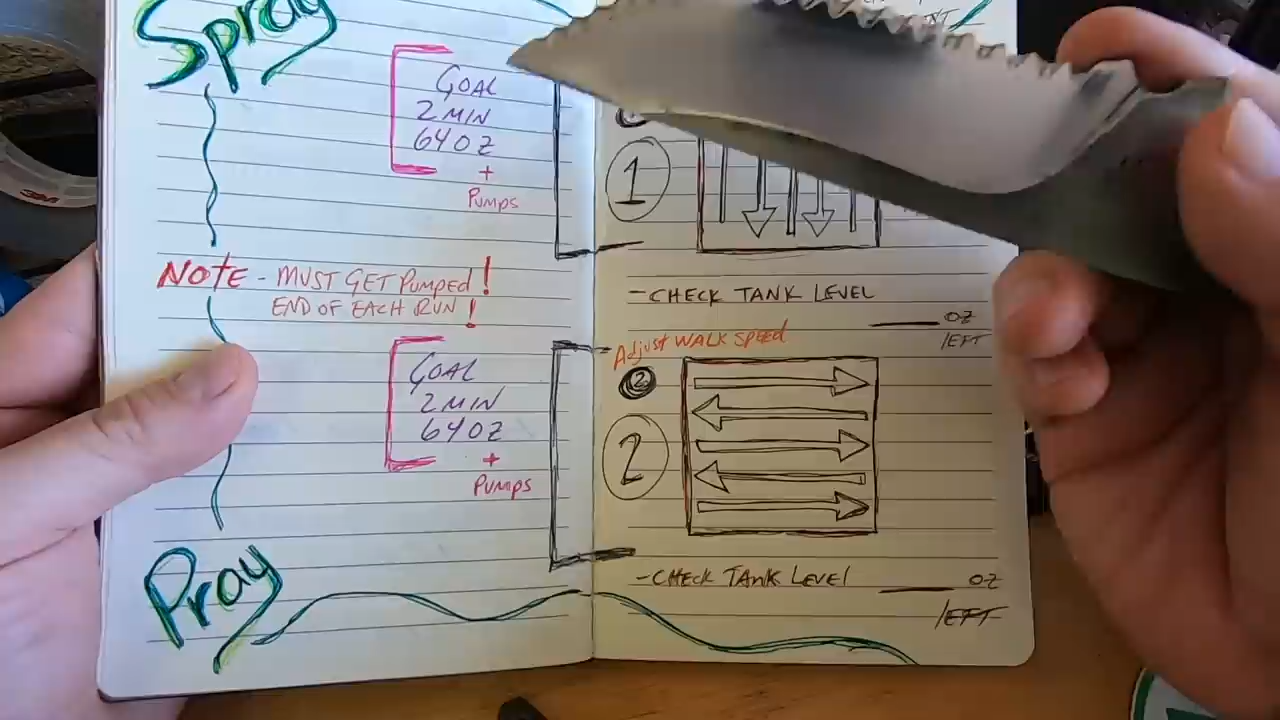 Spray
GOAL
2 MIN
64 OZ
+
Pumps
NOTE - MUST GET Pumped!
END OF EACH RUN!
GOAL
2 MIN
64 OZ
+
Pumps
Pray
1
- CHECK TANK LEVEL
OZ
LEFT
Adjust WALK SPEED
2
2
- CHECK TANK LEVEL
OZ
LEFT